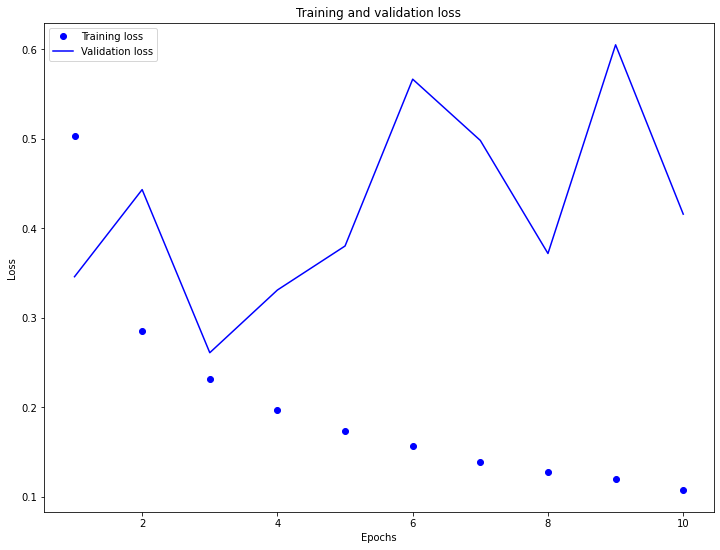 Training and validation loss
Training loss
Validation loss
0.6
0.5
0.4
0.3
0.2
0.1
Loss
2
4
6
8
10
Epochs